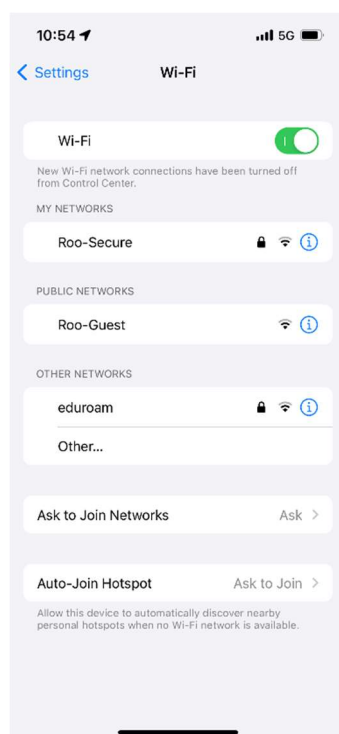 10:54 5G
Settings Wi-Fi
Wi-Fi
New Wi-Fi network connections have been turned off
from Control Center.
MY NETWORKS
Roo-Secure
PUBLIC NETWORKS
Roo-Guest
OTHER NETWORKS
eduroam
Other...
Ask to Join Networks Ask
Auto-Join Hotspot Ask to Join
Allow this device to automatically discover nearby
personal hotspots when no Wi-Fi network is available.